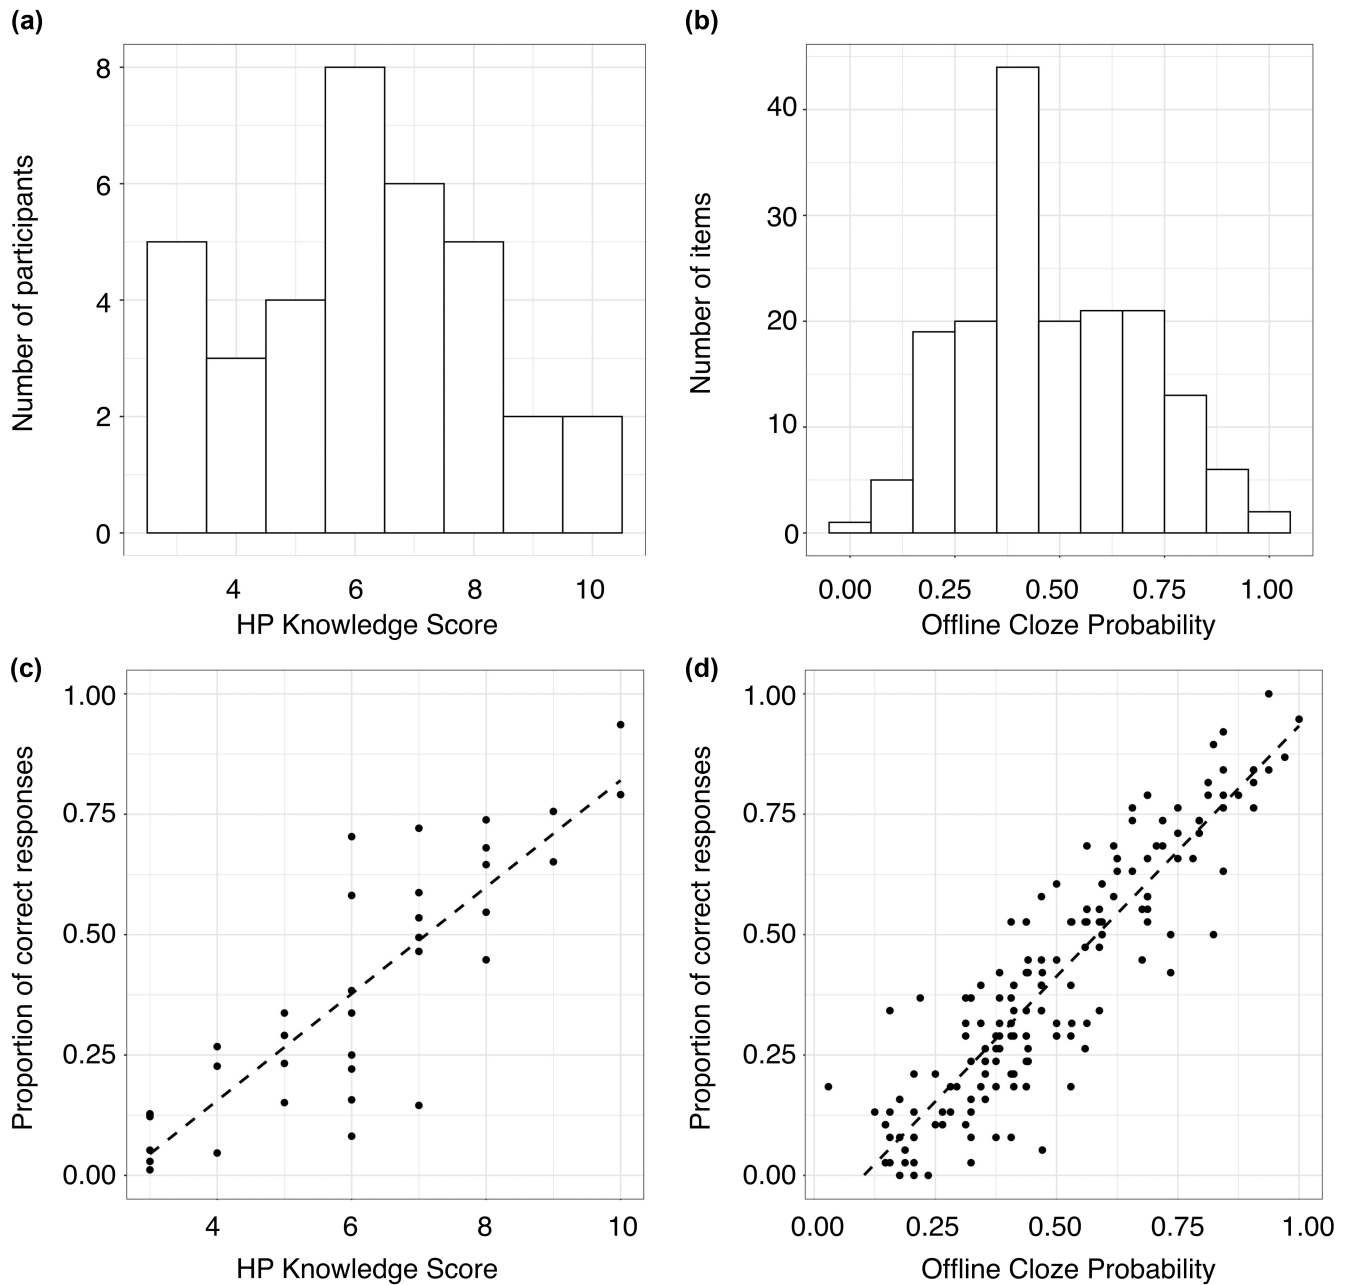 (a)
8
6
4
2
0
Number of participants
4 6 8 10
HP Knowledge Score
(b)
40
30
20
10
0
Number of items
0.00 0.25 0.50 0.75 1.00
Offline Cloze Probability
(c)
1.00
0.75
0.50
0.25
0.00
Proportion of correct responses
4 6 8 10
HP Knowledge Score
(d)
1.00
0.75
0.50
0.25
0.00
Proportion of correct responses
0.00 0.25 0.50 0.75 1.00
Offline Cloze Probability